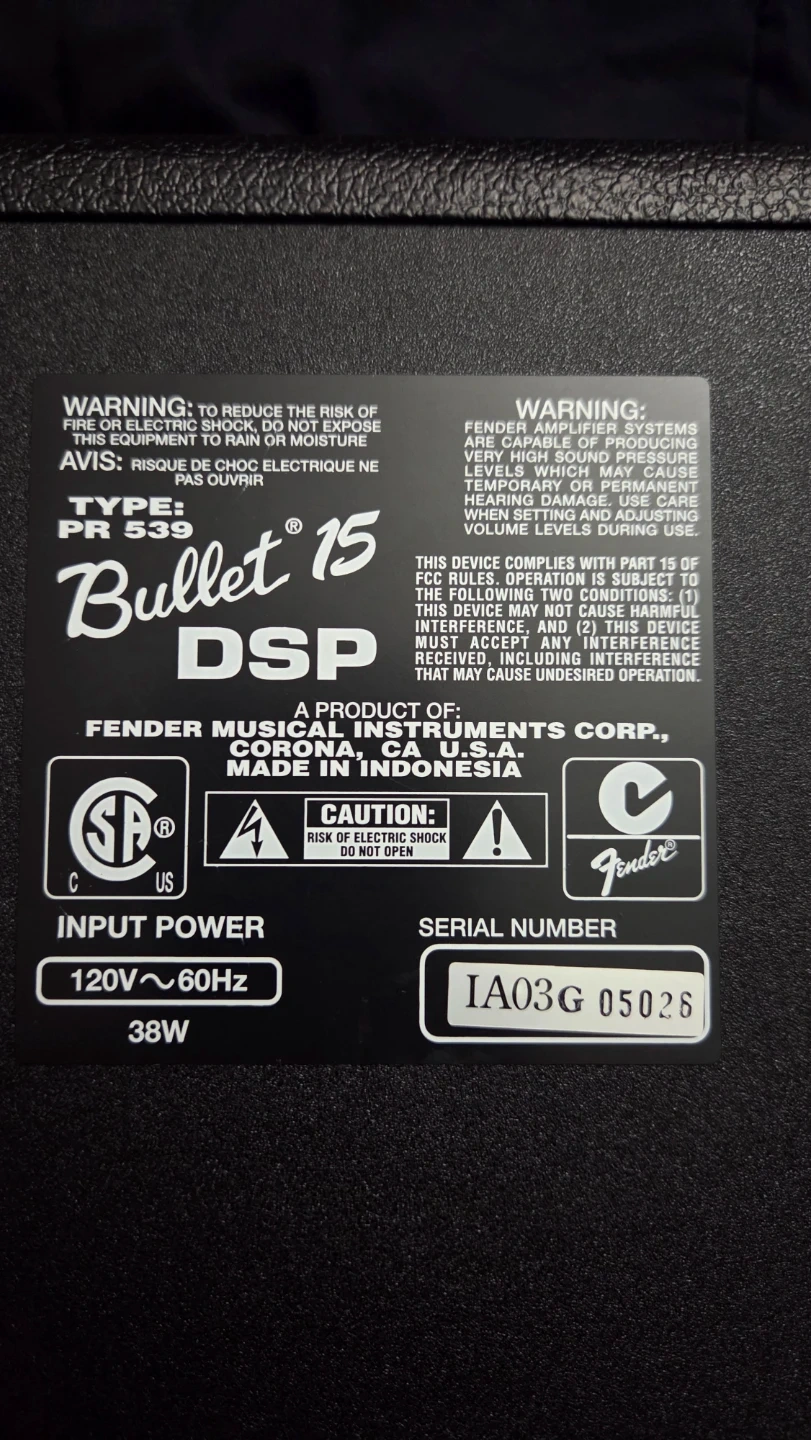 WARNING: TO REDUCE THE RISK OF
FIRE OR ELECTRIC SHOCK, DO NOT EXPOSE
THIS EQUIPMENT TO RAIN OR MOISTURE
AVIS: RISQUE DE CHOC ELECTRIQUE NE
PAS OUVRIR
TYPE:
PR 539
Bullet® 15
DSP
WARNING:
FENDER AMPLIFIER SYSTEMS
ARE CAPABLE OF PRODUCING
VERY HIGH SOUND PRESSURE
LEVELS WHICH MAY CAUSE
TEMPORARY OR PERMANENT
HEARING DAMAGE. USE CARE
WHEN SETTING AND ADJUSTING
VOLUME LEVELS DURING USE.
THIS DEVICE COMPLIES WITH PART 15 OF
FCC RULES. OPERATION IS SUBJECT TO
THE FOLLOWING TWO CONDITIONS: (1)
THIS DEVICE MAY NOT CAUSE HARMFUL
INTERFERENCE, AND (2) THIS DEVICE
MUST ACCEPT ANY INTERFERENCE
RECEIVED, INCLUDING INTERFERENCE
THAT MAY CAUSE UNDESIRED OPERATION.
A PRODUCT OF:
FENDER MUSICAL INSTRUMENTS CORP.,
CORONA, CA U.S.A.
MADE IN INDONESIA
SA®
C US
CAUTION:
RISK OF ELECTRIC SHOCK
DO NOT OPEN
Fender®
INPUT POWER
120V~60Hz
38W
SERIAL NUMBER
IA03G 05026